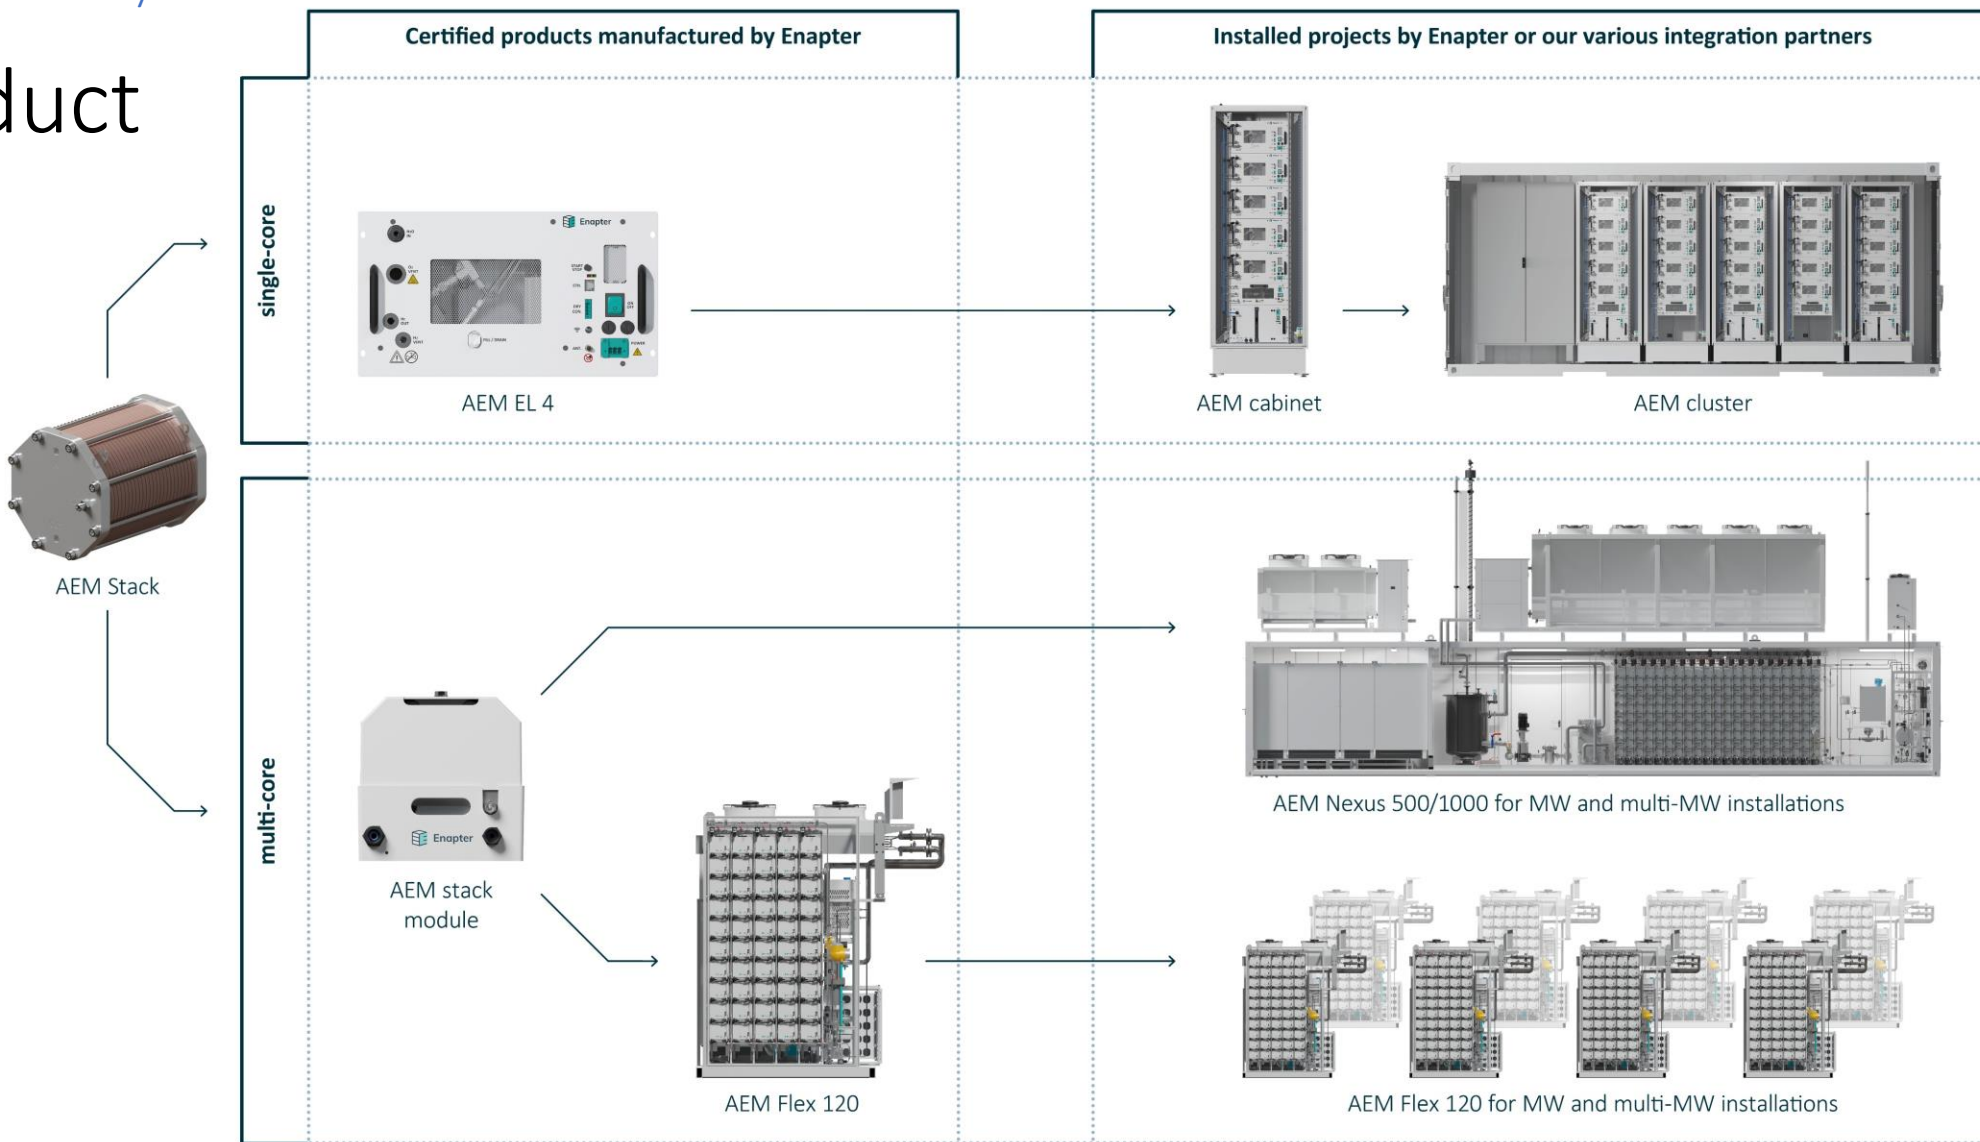 duct
Certified products manufactured by Enapter
Installed projects by Enapter or our various integration partners
single-core
Enapter
AEM EL 4
AEM cabinet
AEM cluster
AEM Stack
multi-core
Enapter
AEM stack
module
AEM Flex 120
AEM Nexus 500/1000 for MW and multi-MW installations
AEM Flex 120 for MW and multi-MW installations